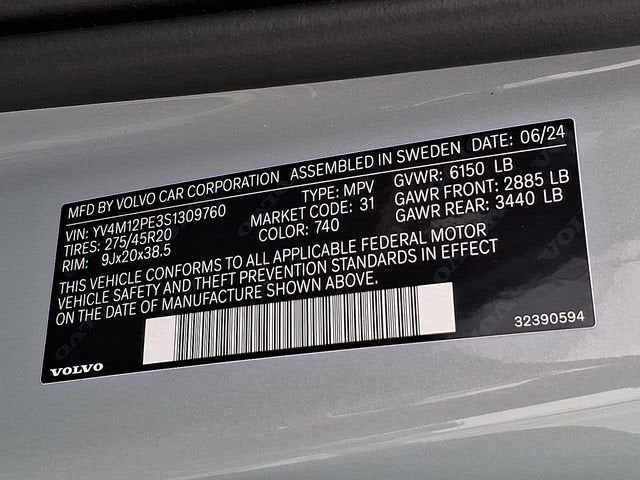 MFD BY VOLVO CAR CORPORATION ASSEMBLED IN SWEDEN DATE: 06/24
VIN: YV4M12PE3S1309760 TYPE: MPV GVWR: 6150 LB
TIRES: 275/45R20 MARKET CODE: 31 GAWR FRONT: 2885 LB
RIM: 9Jx20x38.5 COLOR: 740 GAWR REAR: 3440 LB
THIS VEHICLE CONFORMS TO ALL APPLICABLE FEDERAL MOTOR
VEHICLE SAFETY AND THEFT PREVENTION STANDARDS IN EFFECT
ON THE DATE OF MANUFACTURE SHOWN ABOVE.
VOLVO 32390594